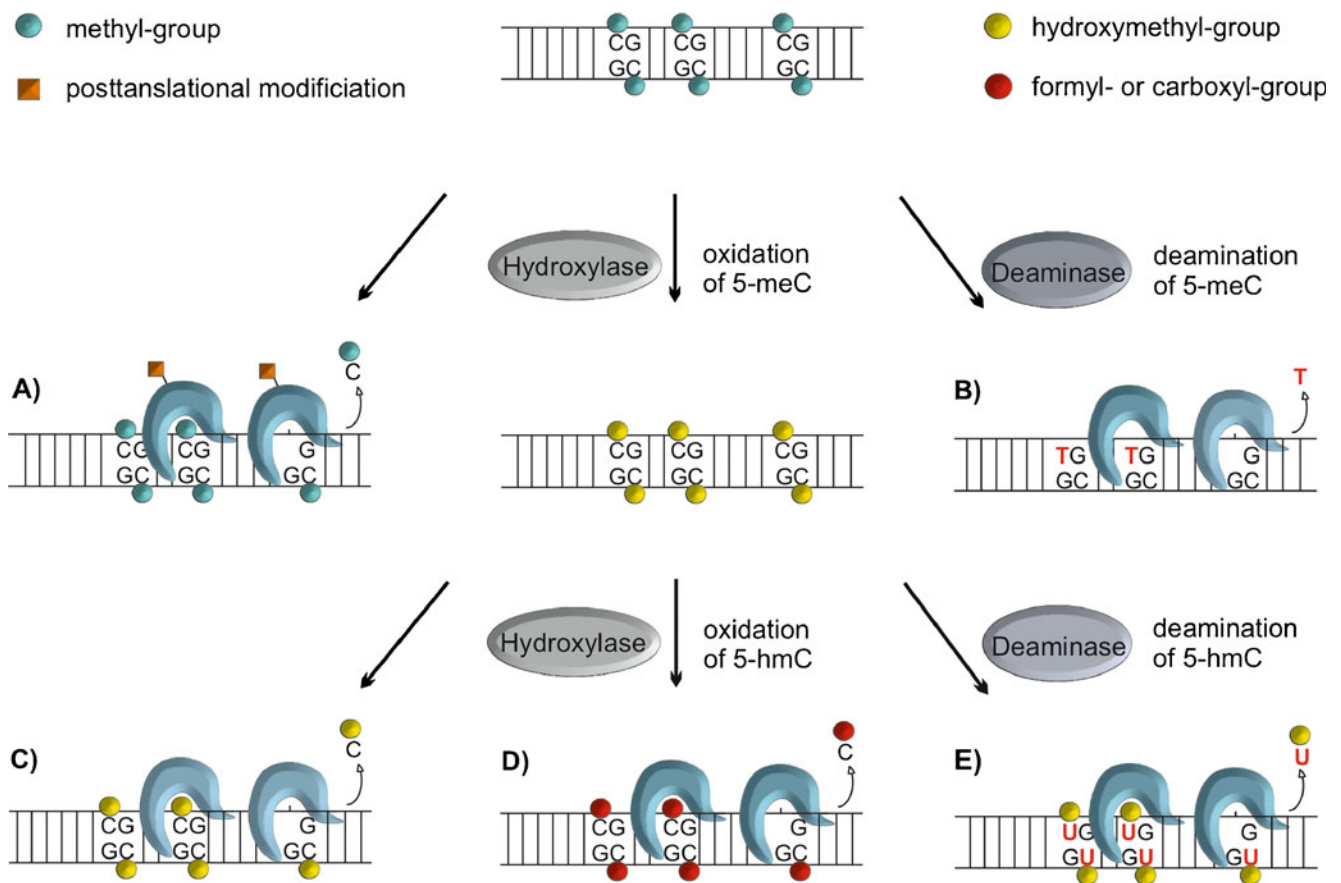 methyl-group
posttranslational modificiation
CG CG CG
GC GC GC
hydroxymethyl-group
formyl- or carboxyl-group
Hydroxylase
oxidation
of 5-meC
Deaminase
deamination
of 5-meC
A)
C
CG CG G
GC GC GC
CG CG CG
GC GC GC
B)
T
TG TG G
GC GC GC
Hydroxylase
oxidation
of 5-hmC
Deaminase
deamination
of 5-hmC
C)
C
CG CG G
GC GC GC
D)
C
CG CG G
GC GC GC
E)
U
UG UG G
GU GU GU